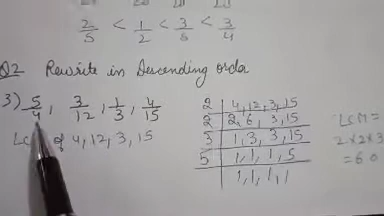 2/5 < 1/2 < 3/5 < 3/4
Q2 Rewrite in Descending order
3) 5/4, 3/12, 1/3, 4/15
LC of 4, 12, 3, 15
2 | 4, 12, 3, 15
2 | 2, 6, 3, 15
3 | 1, 3, 3, 15
5 | 1, 1, 1, 5
1, 1, 1, 1
LCM =
2×2×3
= 60